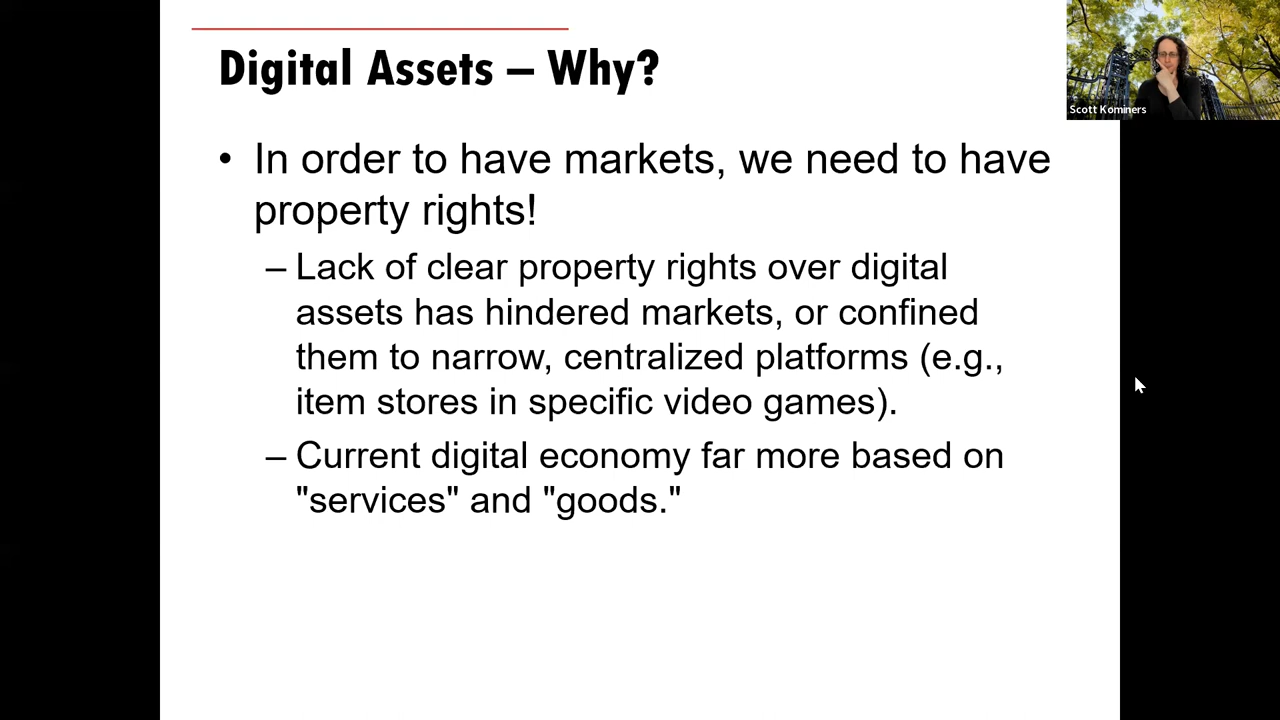 Digital Assets – Why?
Scott Kominers
• In order to have markets, we need to have
property rights!
– Lack of clear property rights over digital
assets has hindered markets, or confined
them to narrow, centralized platforms (e.g.,
item stores in specific video games).
– Current digital economy far more based on
"services" and "goods."